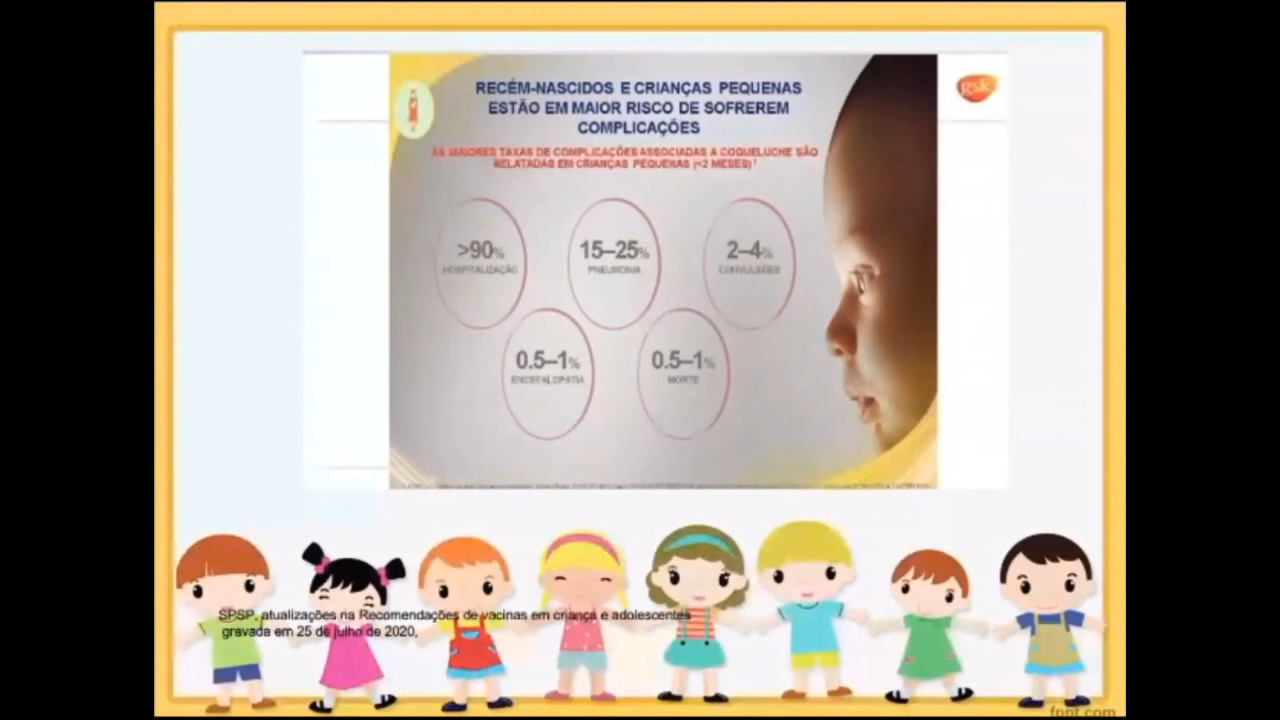 RECÉM-NASCIDOS E CRIANÇAS PEQUENAS
ESTÃO EM MAIOR RISCO DE SOFREREM
COMPLICAÇÕES
gsk
AS MAIORES TAXAS DE COMPLICAÇÕES ASSOCIADAS A COQUELUCHE SÃO
RELATADAS EM CRIANÇAS PEQUENAS (<2 MESES) 1
>90%
HOSPITALIZAÇÃO
15–25%
PNEUMONIA
2–4%
CONVULSÕES
0.5–1%
ENCEFALOPATIA
0.5–1%
MORTE
SPSP, atualizações na Recomendações de vacinas em criança e adolescentes
gravada em 25 de julho de 2020,
fppt.com